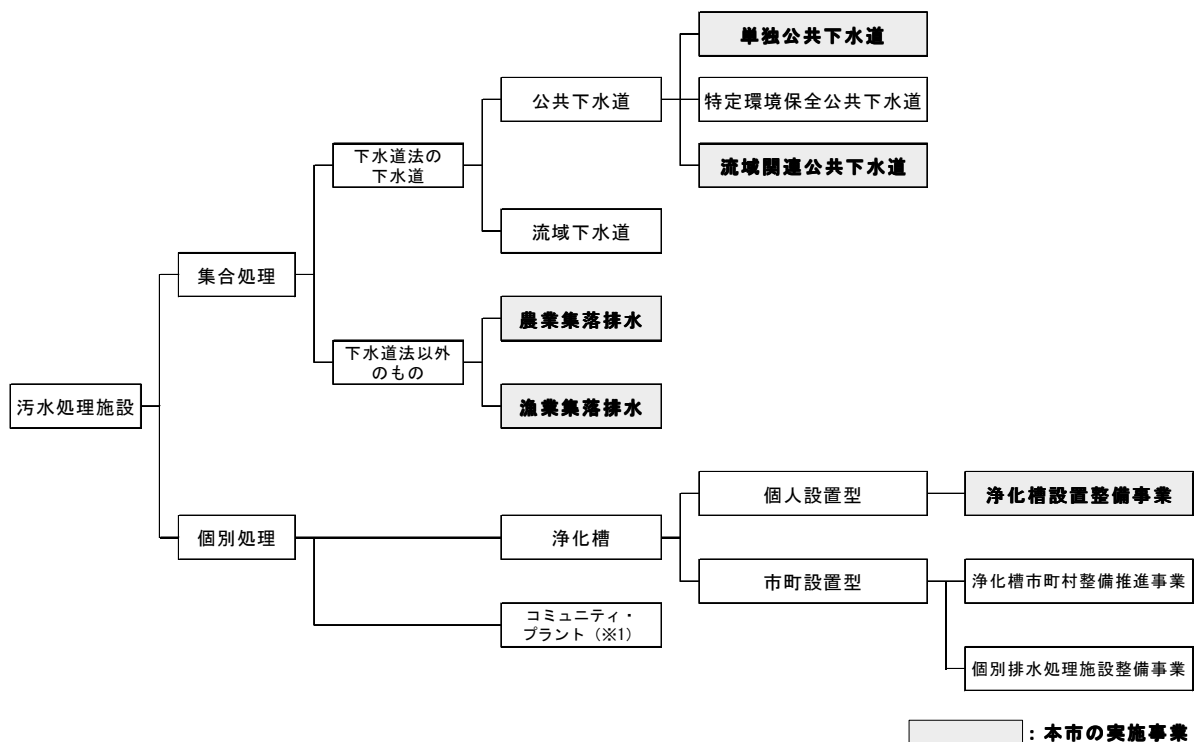 単独公共下水道
公共下水道
特定環境保全公共下水道
下水道法の
下水道
流域関連公共下水道
流域下水道
集合処理
農業集落排水
下水道法以外
のもの
汚水処理施設
漁業集落排水
個人設置型
浄化槽設置整備事業
個別処理
浄化槽
市町設置型
浄化槽市町村整備推進事業
コミュニティ・
プラント（※1）
個別排水処理施設整備事業
：本市の実施事業